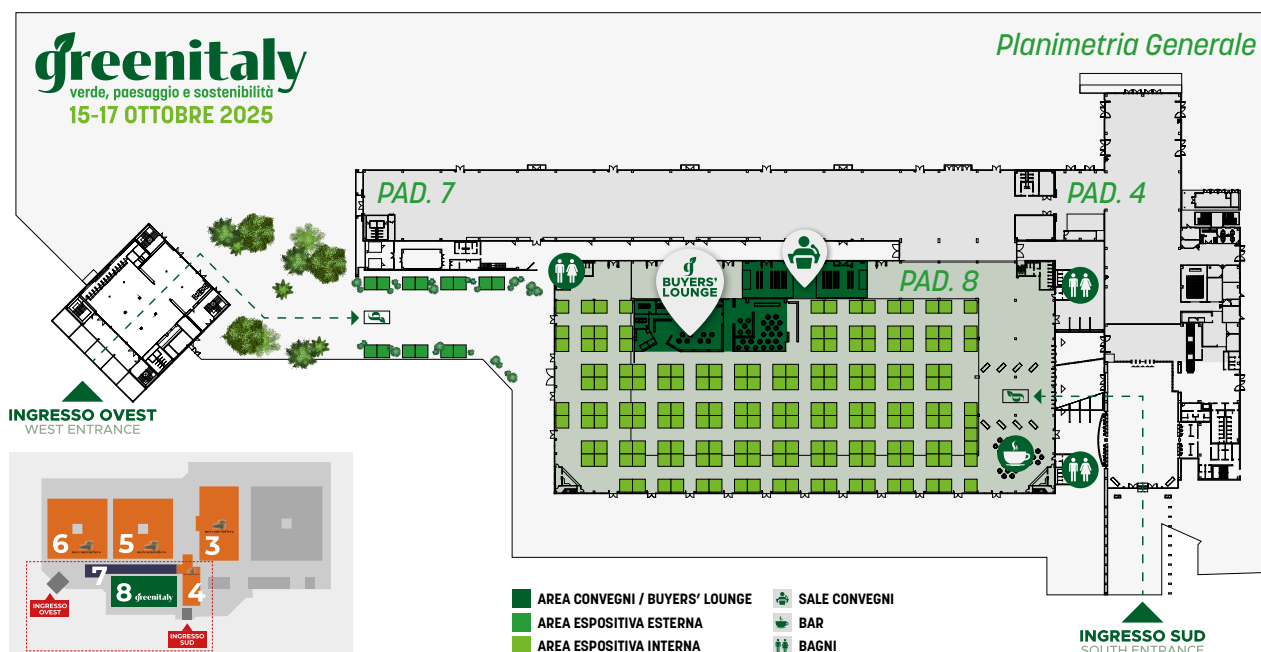 greenitaly
verde, paesaggio e sostenibilità
15-17 OTTOBRE 2025
Planimetria Generale
PAD. 7
PAD. 4
BUYERS'
LOUNGE
PAD. 8
INGRESSO OVEST
WEST ENTRANCE
6
5
3
7
8 greenitaly
4
INGRESSO
OVEST
INGRESSO
SUD
AREA CONVEGNI / BUYERS' LOUNGE
AREA ESPOSITIVA ESTERNA
AREA ESPOSITIVA INTERNA
SALE CONVEGNI
BAR
BAGNI
INGRESSO SUD
SOUTH ENTRANCE